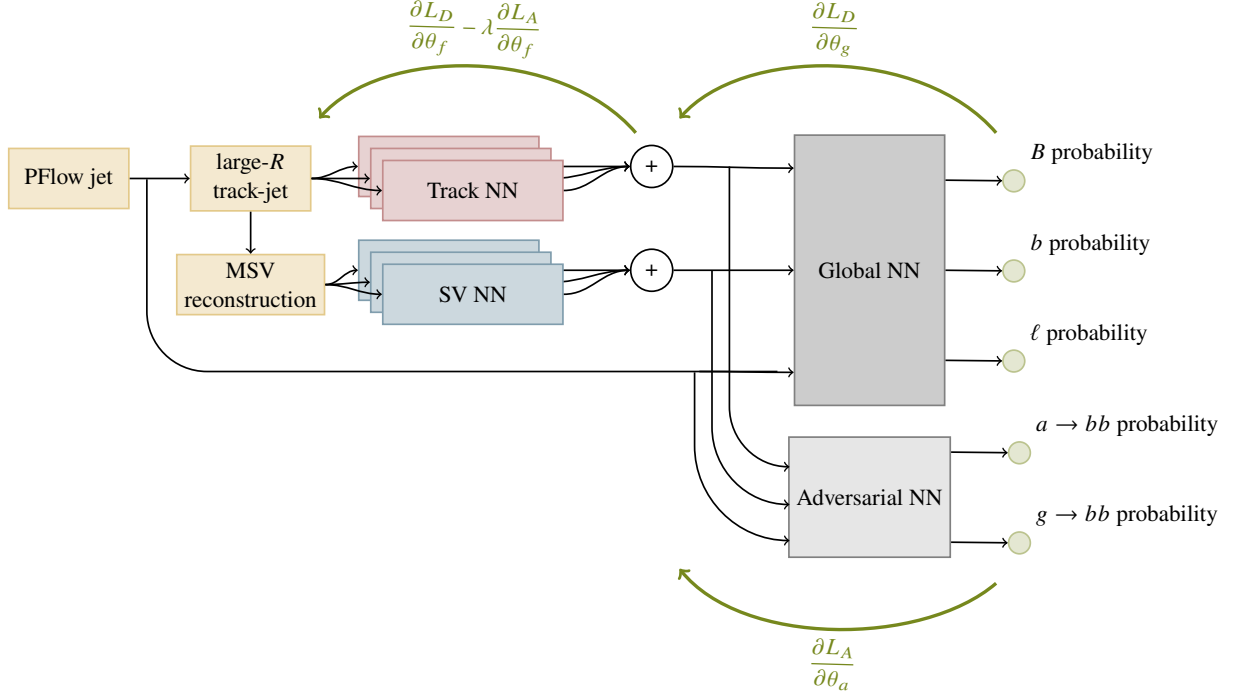 ∂L_D/∂θ_f − λ ∂L_A/∂θ_f
∂L_D/∂θ_g
PFlow jet
large-R
track-jet
Track NN
+
MSV
reconstruction
SV NN
+
Global NN
B probability
b probability
ℓ probability
Adversarial NN
a → bb probability
g → bb probability
∂L_A/∂θ_a